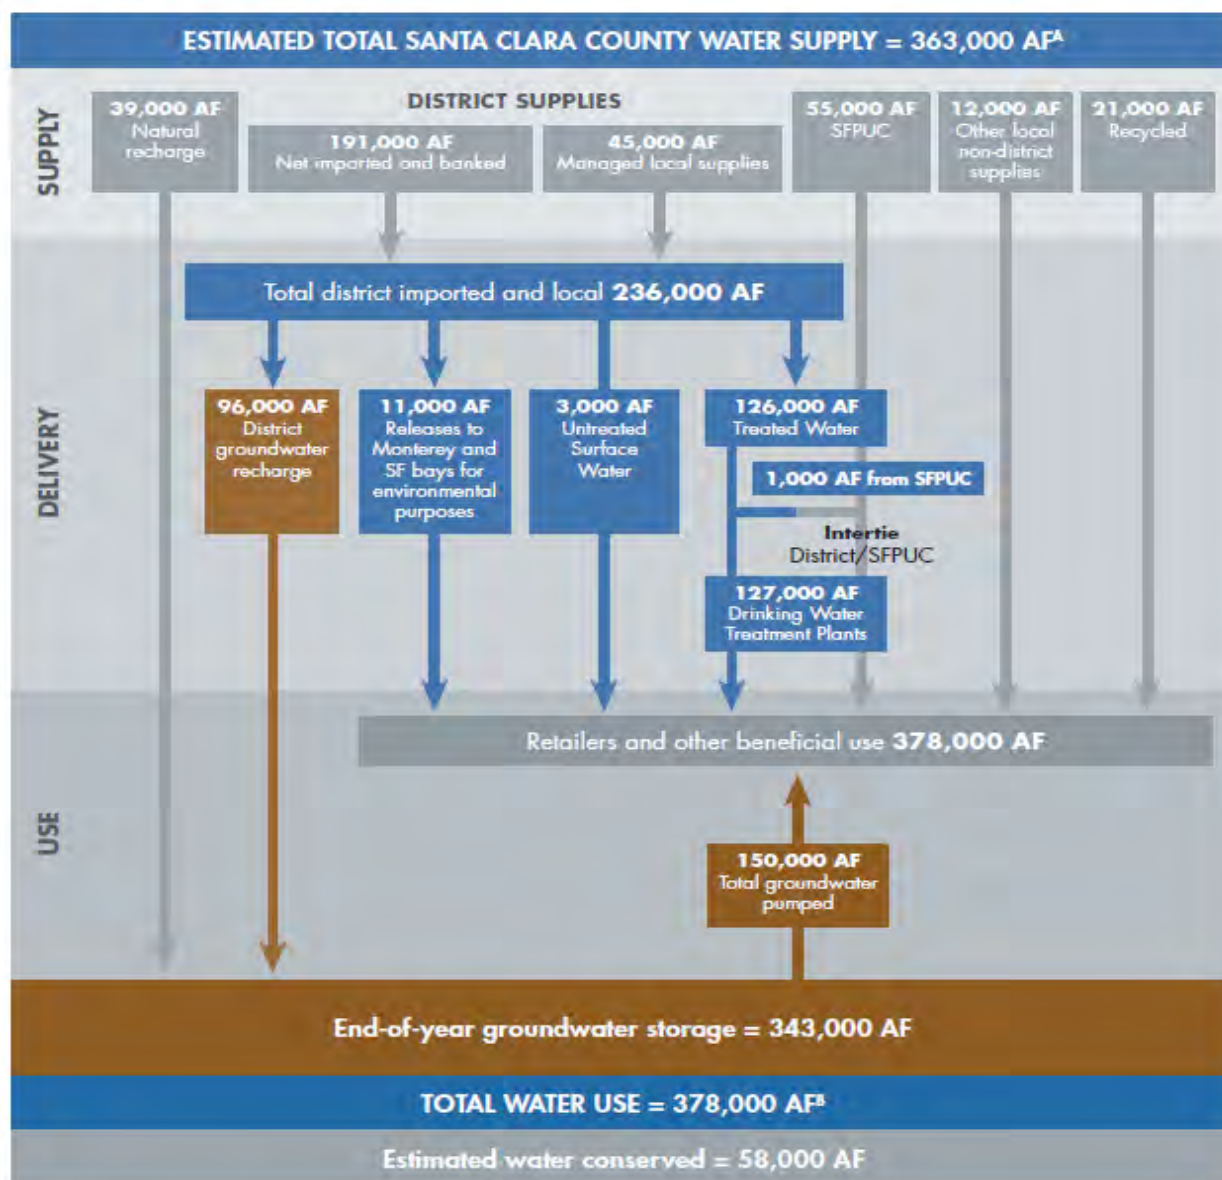 ESTIMATED TOTAL SANTA CLARA COUNTY WATER SUPPLY = 363,000 AFᴬ
SUPPLY
39,000 AF
Natural
recharge
DISTRICT SUPPLIES
191,000 AF
Net imported and banked
45,000 AF
Managed local supplies
55,000 AF
SFPUC
12,000 AF
Other local
non-district
supplies
21,000 AF
Recycled
DELIVERY
Total district imported and local 236,000 AF
96,000 AF
District
groundwater
recharge
11,000 AF
Releases to
Monterey and
SF bays for
environmental
purposes
3,000 AF
Untreated
Surface
Water
126,000 AF
Treated Water
1,000 AF from SFPUC
Intertie
District/SFPUC
127,000 AF
Drinking Water
Treatment Plants
USE
Retailers and other beneficial use 378,000 AF
150,000 AF
Total groundwater
pumped
End-of-year groundwater storage = 343,000 AF
TOTAL WATER USE = 378,000 AFᴮ
Estimated water conserved = 58,000 AF